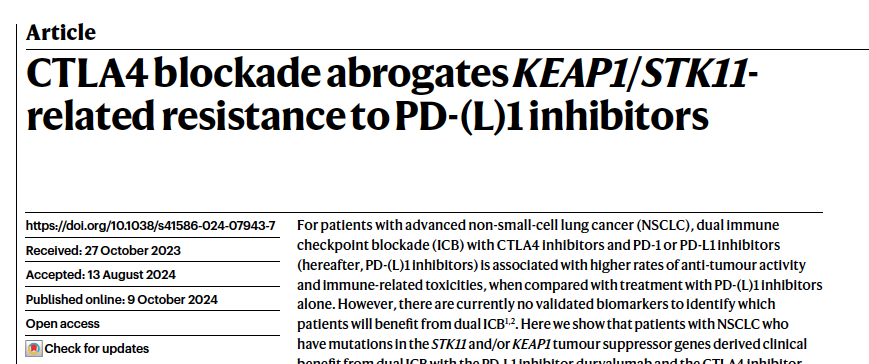 Article
CTLA4 blockade abrogates KEAP1/STK11-
related resistance to PD-(L)1 inhibitors
https://doi.org/10.1038/s41586-024-07943-7
Received: 27 October 2023
Accepted: 13 August 2024
Published online: 9 October 2024
Open access
Check for updates
For patients with advanced non-small-cell lung cancer (NSCLC), dual immune
checkpoint blockade (ICB) with CTLA4 inhibitors and PD-1 or PD-L1 inhibitors
(hereafter, PD-(L)1 inhibitors) is associated with higher rates of anti-tumour activity
and immune-related toxicities, when compared with treatment with PD-(L)1 inhibitors
alone. However, there are currently no validated biomarkers to identify which
patients will benefit from dual ICB1,2. Here we show that patients with NSCLC who
have mutations in the STK11 and/or KEAP1 tumour suppressor genes derived clinical
benefit from dual ICB with the PD-L1 inhibitor durvalumab and the CTLA4 inhibitor